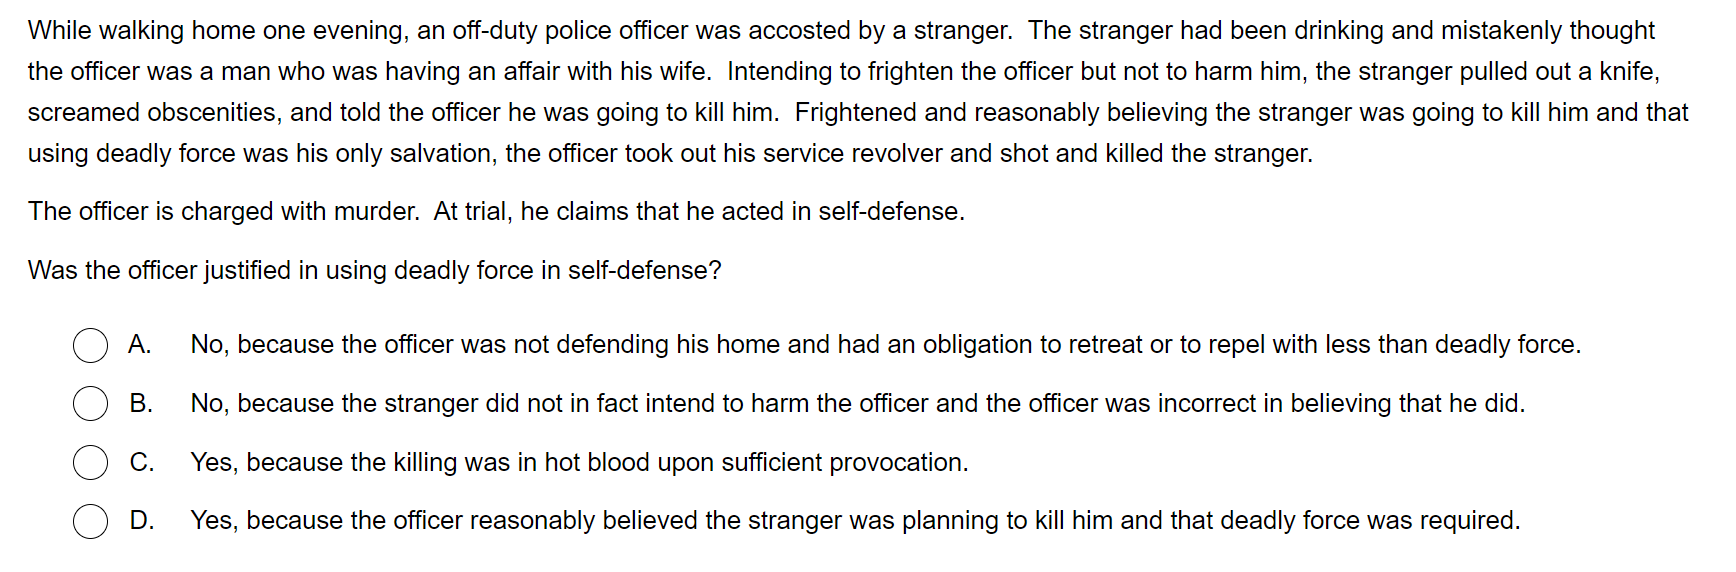 While walking home one evening, an off-duty police officer was accosted by a stranger.  The stranger had been drinking and mistakenly thought
the officer was a man who was having an affair with his wife.  Intending to frighten the officer but not to harm him, the stranger pulled out a knife,
screamed obscenities, and told the officer he was going to kill him.  Frightened and reasonably believing the stranger was going to kill him and that
using deadly force was his only salvation, the officer took out his service revolver and shot and killed the stranger.
The officer is charged with murder.  At trial, he claims that he acted in self-defense.
Was the officer justified in using deadly force in self-defense?
A. No, because the officer was not defending his home and had an obligation to retreat or to repel with less than deadly force.
B. No, because the stranger did not in fact intend to harm the officer and the officer was incorrect in believing that he did.
C. Yes, because the killing was in hot blood upon sufficient provocation.
D. Yes, because the officer reasonably believed the stranger was planning to kill him and that deadly force was required.